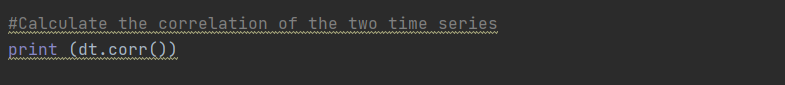 #Calculate the correlation of the two time series
print (dt.corr())